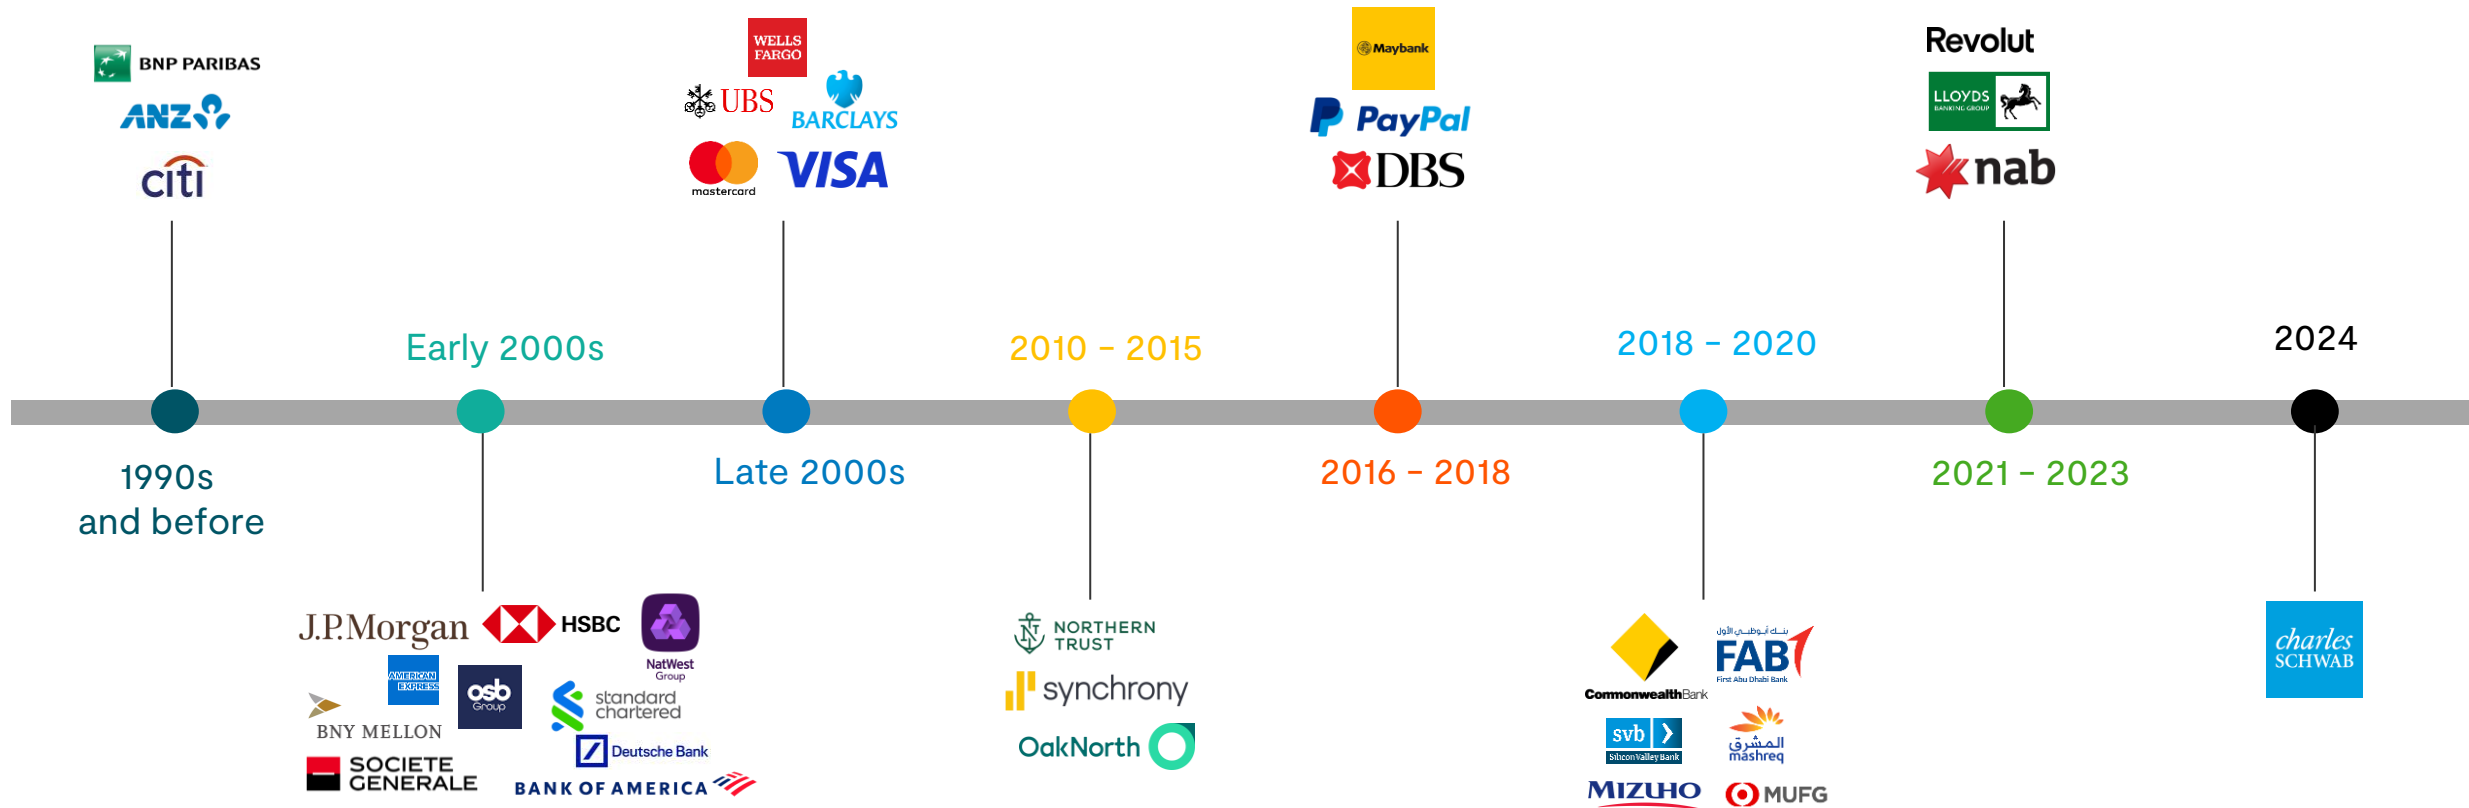 BNP PARIBAS
ANZ
citi
1990s
and before
Early 2000s
J.P.Morgan
HSBC
NatWest
Group
AMERICAN
EXPRESS
osb
Group
standard
chartered
BNY MELLON
Deutsche Bank
SOCIETE
GENERALE
BANK OF AMERICA
WELLS
FARGO
UBS
BARCLAYS
mastercard
VISA
Late 2000s
2010 – 2015
NORTHERN
TRUST
synchrony
OakNorth
Maybank
PayPal
DBS
2016 – 2018
2018 – 2020
CommonwealthBank
بنك أبوظبي الأول
FAB
First Abu Dhabi Bank
svb
Silicon Valley Bank
المشرق
mashreq
MIZUHO
MUFG
Revolut
LLOYDS
BANKING GROUP
nab
2021 – 2023
2024
charles
SCHWAB